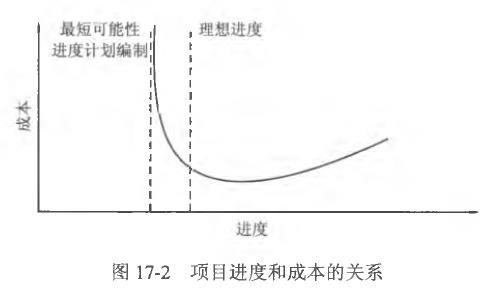 最短可能性
进度计划编制
理想进度
成本
进度
图 17-2 项目进度和成本的关系